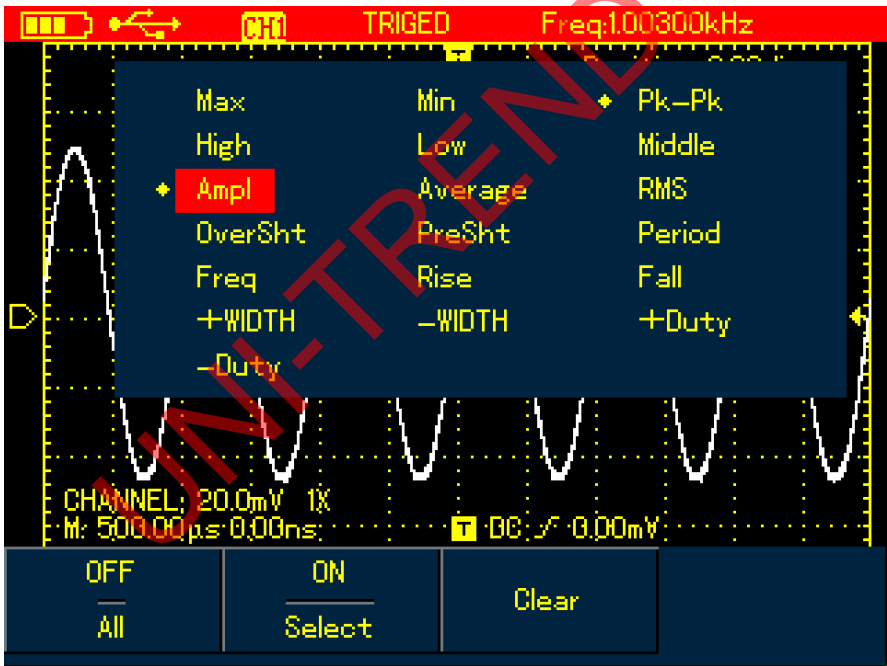 CH1 TRIGED Freq:1.00300kHz
T
Max Min Pk-Pk
High Low Middle
Ampl Average RMS
OverSht PreSht Period
Freq Rise Fall
+WIDTH -WIDTH +Duty
-Duty
UNI-TREND
CHANNEL: 20.0mV 1X
M: 500.00µs 0.00ns T DC 0.00mV
OFF ON Clear
All Select